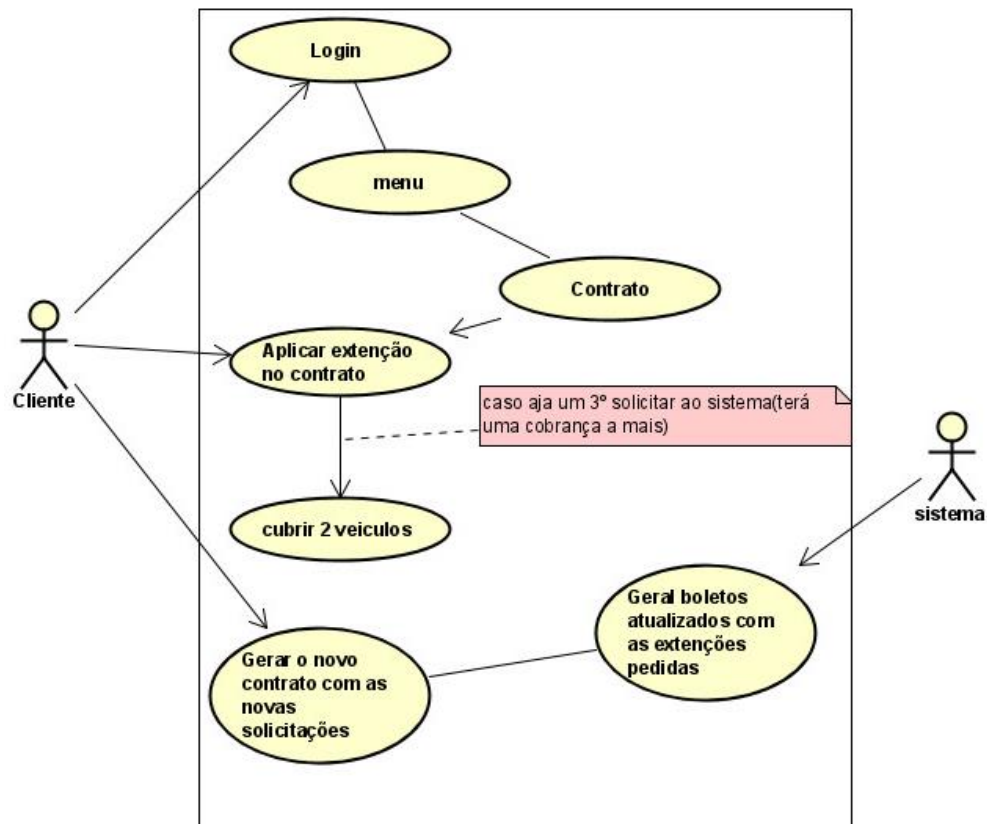 Login
menu
Contrato
Aplicar extenção
no contrato
Cliente
caso aja um 3º solicitar ao sistema(terá
uma cobrança a mais)
sistema
cubrir 2 veiculos
Geral boletos
atualizados com
as extenções
pedidas
Gerar o novo
contrato com as
novas
solicitações